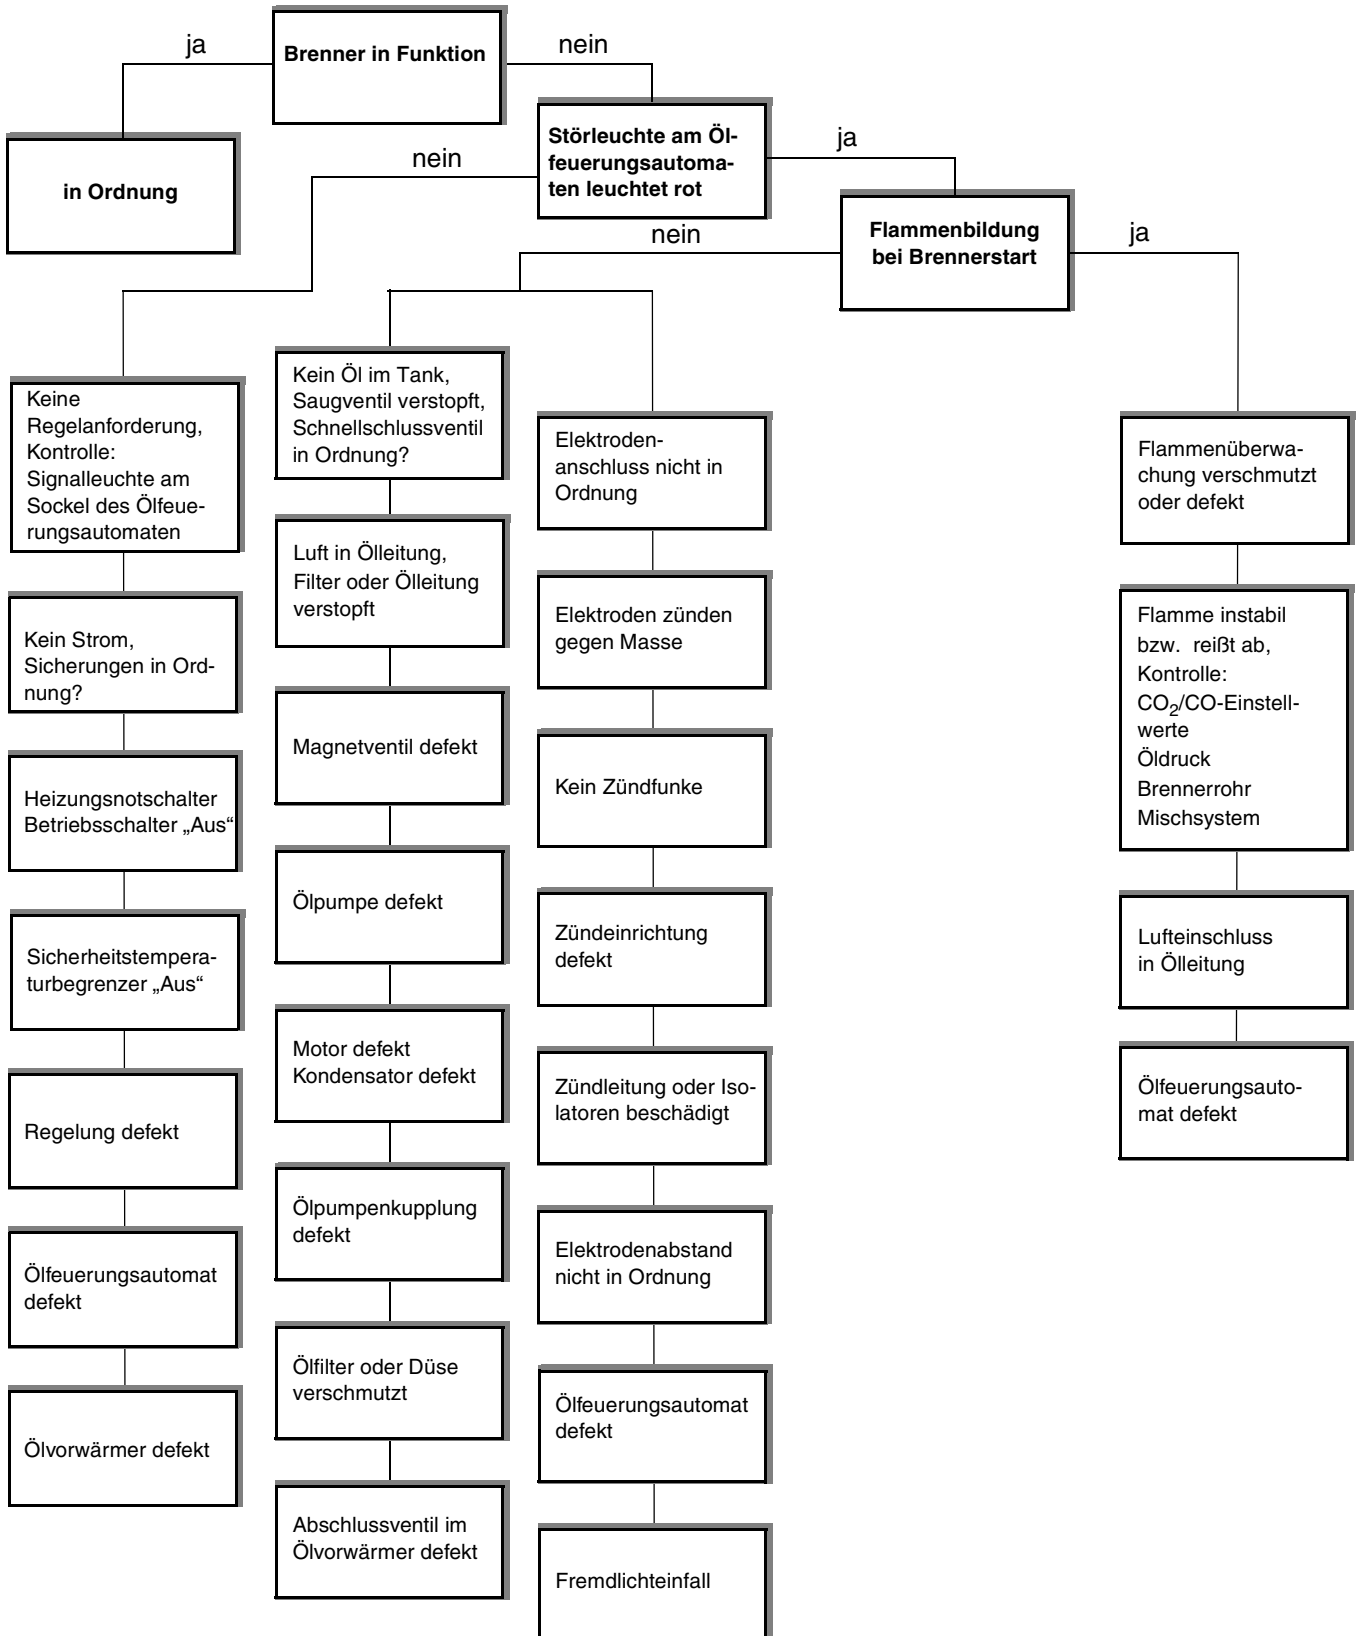 ja
Brenner in Funktion
nein
in Ordnung
Störleuchte am Öl-
feuerungsautoma-
ten leuchtet rot
nein
ja
Flammenbildung
bei Brennerstart
nein
ja
Keine
Regelanforderung,
Kontrolle:
Signalleuchte am
Sockel des Ölfeue-
rungsautomaten
Kein Strom,
Sicherungen in Ord-
nung?
Heizungsnotschalter
Betriebsschalter „Aus“
Sicherheitstempera-
turbegrenzer „Aus“
Regelung defekt
Ölfeuerungsautomat
defekt
Ölvorwärmer defekt
Kein Öl im Tank,
Saugventil verstopft,
Schnellschlussventil
in Ordnung?
Luft in Ölleitung,
Filter oder Ölleitung
verstopft
Magnetventil defekt
Ölpumpe defekt
Motor defekt
Kondensator defekt
Ölpumpenkupplung
defekt
Ölfilter oder Düse
verschmutzt
Abschlussventil im
Ölvorwärmer defekt
Elektroden-
anschluss nicht in
Ordnung
Elektroden zünden
gegen Masse
Kein Zündfunke
Zündeinrichtung
defekt
Zündleitung oder Iso-
latoren beschädigt
Elektrodenabstand
nicht in Ordnung
Ölfeuerungsautomat
defekt
Fremdlichteinfall
Flammenüberwa-
chung verschmutzt
oder defekt
Flamme instabil
bzw. reißt ab,
Kontrolle:
CO₂/CO-Einstell-
werte
Öldruck
Brennerrohr
Mischsystem
Lufteinschluss
in Ölleitung
Ölfeuerungsauto-
mat defekt